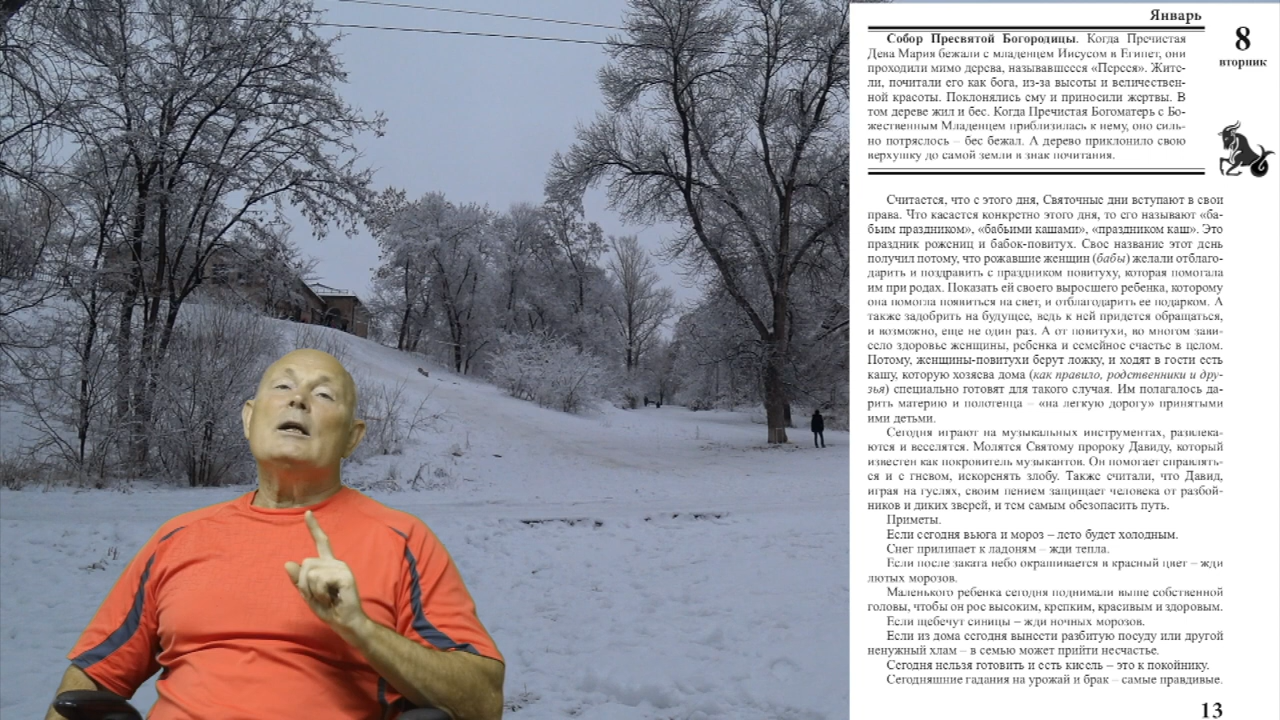 Январь
8
вторник
Собор Пресвятой Богородицы. Когда Пречистая
Дева Мария бежали с младенцем Иисусом в Египет, они
проходили мимо дерева, называвшееся «Персея». Жите-
ли, почитали его как бога, из-за высоты и величествен-
ной красоты. Поклонялись ему и приносили жертвы. В
том дереве жил и бес. Когда Пречистая Богоматерь с Бо-
жественным Младенцем приблизилась к нему, оно силь-
но потряслось – бес бежал. А дерево приклонило свою
верхушку до самой земли в знак почитания.
Считается, что с этого дня, Святочные дни вступают в свои
права. Что касается конкретно этого дня, то его называют «ба-
бьим праздником», «бабьими кашами», «праздником каш». Это
праздник рожениц и бабок-повитух. Свое название этот день
получил потому, что рожавшие женщин (бабы) желали отблаго-
дарить и поздравить с праздником повитуху, которая помогала
им при родах. Показать ей своего выросшего ребенка, которому
она помогла появиться на свет, и отблагодарить ее подарком. А
также задобрить на будущее, ведь к ней придется обращаться,
и возможно, еще не один раз. А от повитухи, во многом зави-
село здоровье женщины, ребенка и семейное счастье в целом.
Потому, женщины-повитухи берут ложку, и ходят в гости есть
кашу, которую хозяева дома (как правило, родственники и дру-
зья) специально готовят для такого случая. Им полагалось да-
рить материю и полотенца – «на легкую дорогу» принятыми
ими детьми.
Сегодня играют на музыкальных инструментах, развлека-
ются и веселятся. Молятся Святому пророку Давиду, который
известен как покровитель музыкантов. Он помогает справлять-
ся и с гневом, искоренять злобу. Также считали, что Давид,
играя на гуслях, своим пением защищает человека от разбой-
ников и диких зверей, и тем самым обезопасить путь.
Приметы.
Если сегодня вьюга и мороз – лето будет холодным.
Снег прилипает к ладоням – жди тепла.
Если после заката небо окрашивается в красный цвет – жди
лютых морозов.
Маленького ребенка сегодня поднимали выше собственной
головы, чтобы он рос высоким, крепким, красивым и здоровым.
Если щебечут синицы – жди ночных морозов.
Если из дома сегодня вынести разбитую посуду или другой
ненужный хлам – в семью может прийти несчастье.
Сегодня нельзя готовить и есть кисель – это к покойнику.
Сегодняшние гадания на урожай и брак – самые правдивые.
13